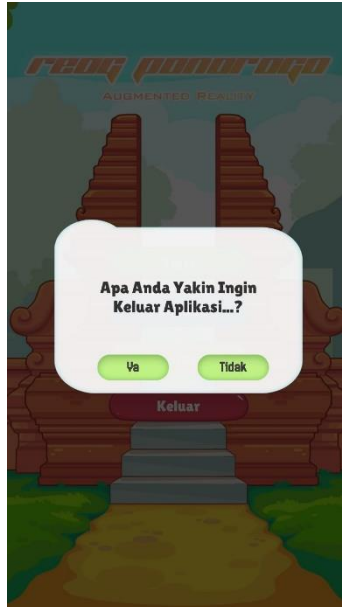 REOG PONOROGO
AUGMENTED REALITY
Apa Anda Yakin Ingin
Keluar Aplikasi...?
Ya
Tidak
Keluar